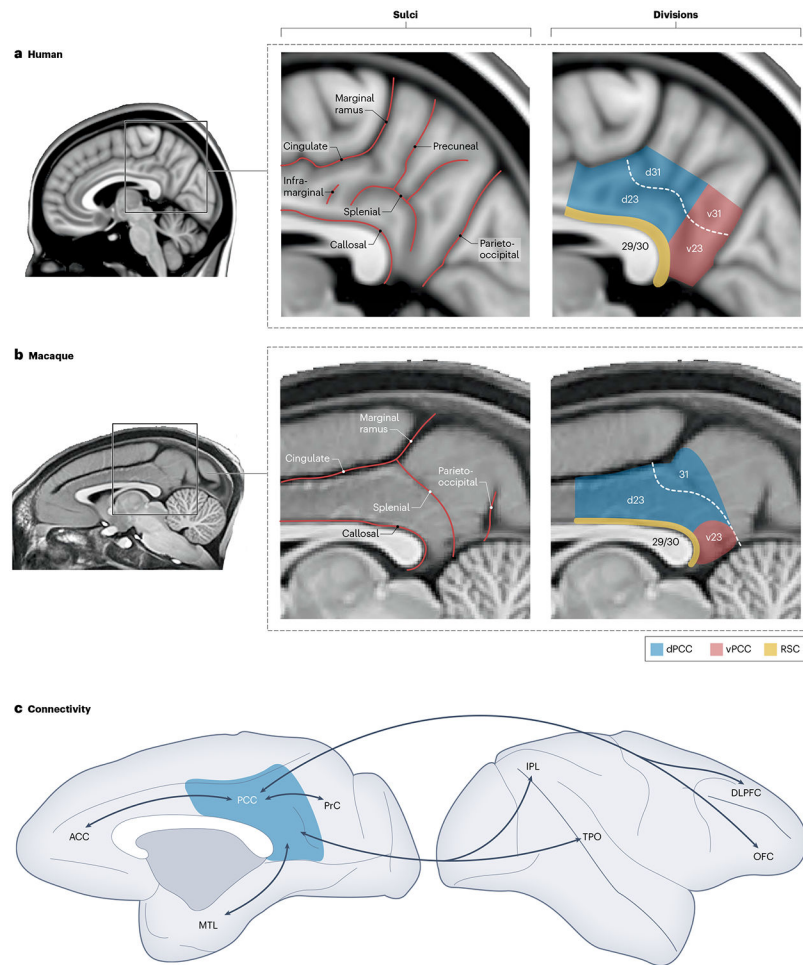 Sulci
Divisions
a Human
Marginal
ramus
Cingulate
Precuneal
Infra-
marginal
Splenial
Callosal
Parieto-
occipital
d31
d23
v31
v23
29/30
b Macaque
Marginal
ramus
Cingulate
Parieto-
occipital
Splenial
Callosal
31
d23
v23
29/30
dPCC
vPCC
RSC
c Connectivity
PCC
PrC
ACC
MTL
IPL
DLPFC
TPO
OFC